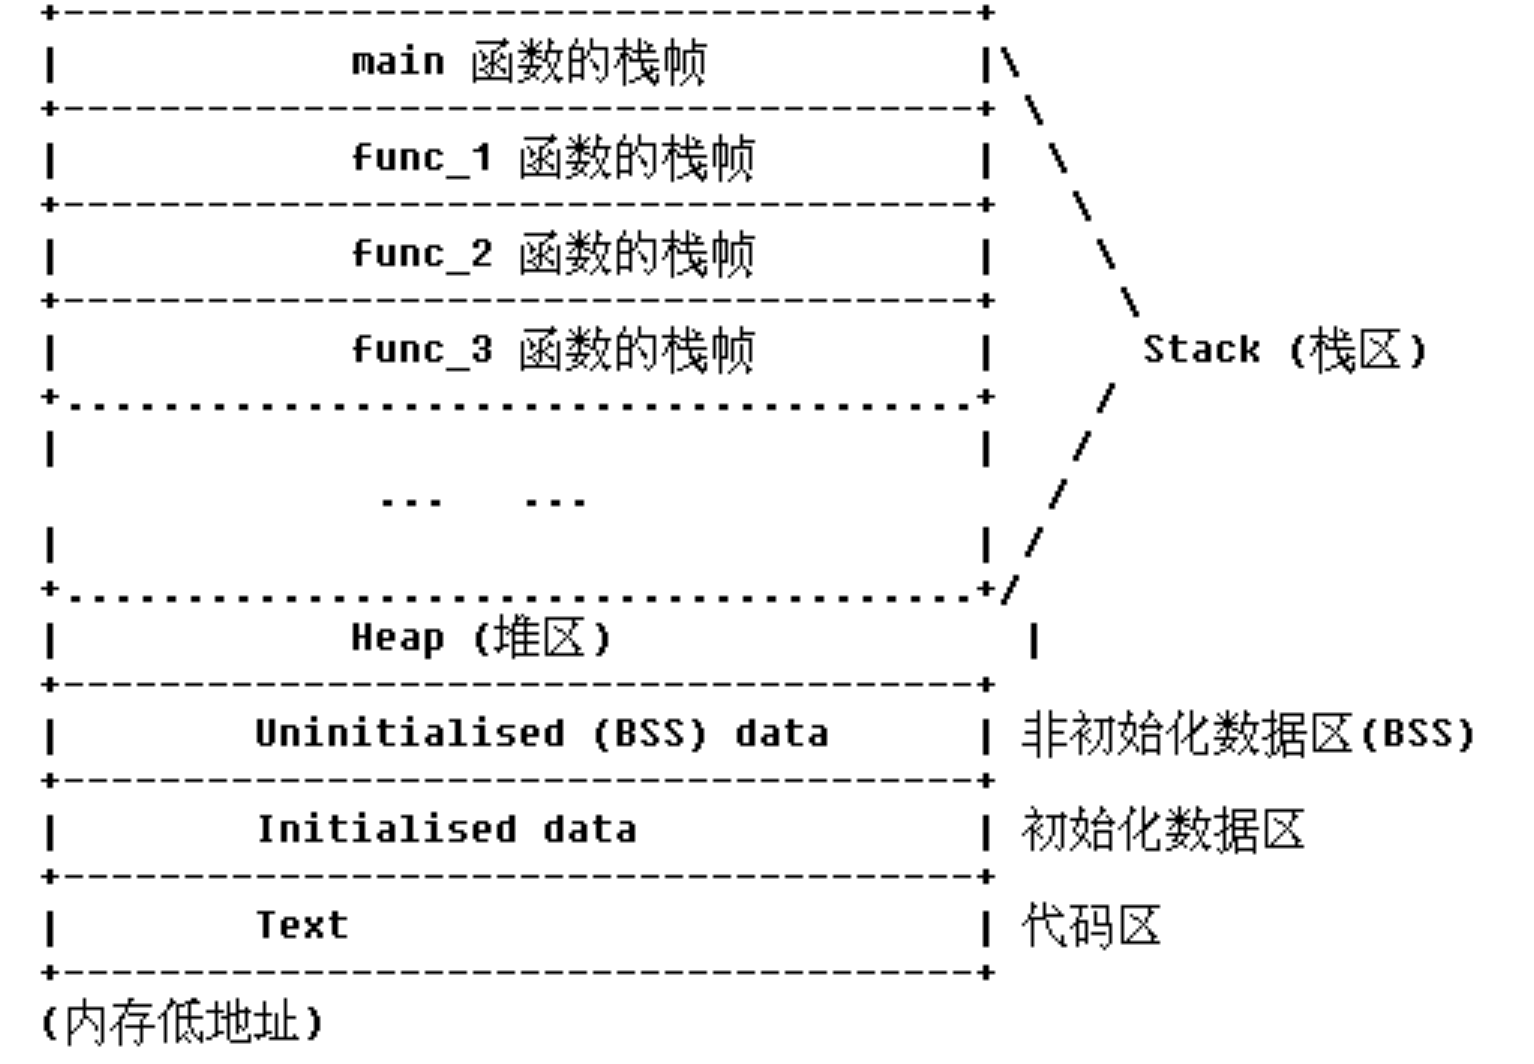 main 函数的栈帧
func_1 函数的栈帧
func_2 函数的栈帧
func_3 函数的栈帧
Stack (栈区)
... ...
Heap (堆区)
Uninitialised (BSS) data 非初始化数据区(BSS)
Initialised data 初始化数据区
Text 代码区
(内存低地址)